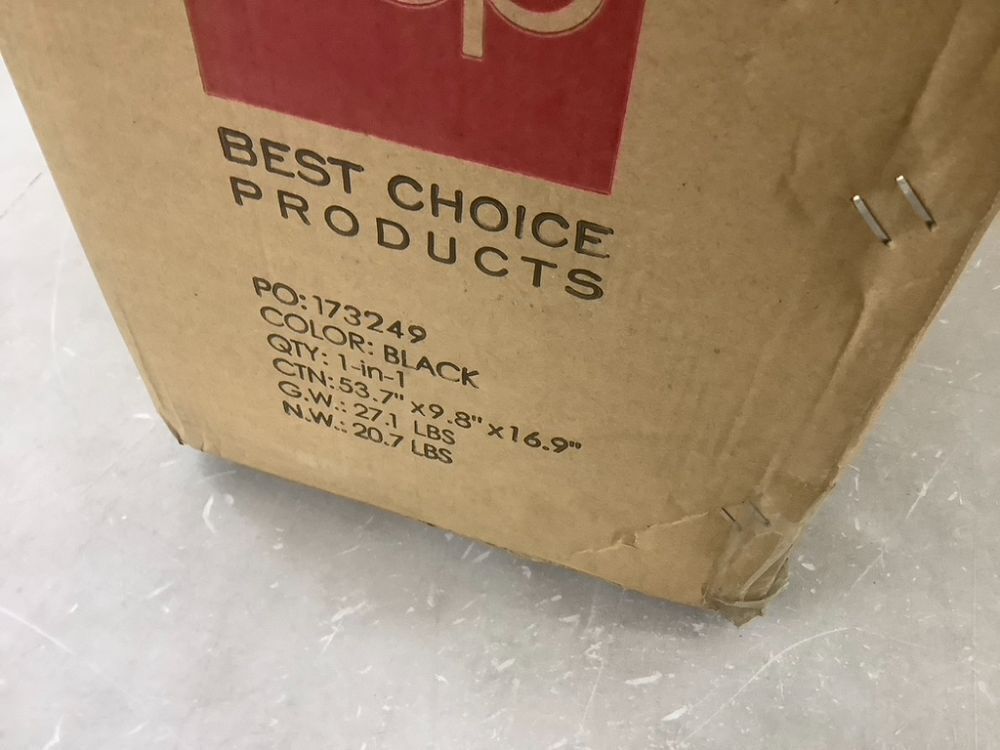 BEST CHOICE
PRODUCTS
PO:173249
COLOR: BLACK
QTY: 1-in-1
CTN:53.7" x9.8" x16.9"
G.W.: 27.1 LBS
N.W.: 20.7 LBS